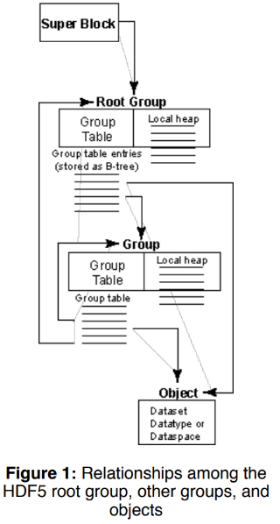 Super Block
Root Group
Group
Table
Local heap
Group table entries
(stored as B-tree)
Group
Group
Table
Local heap
Group table
Object
Dataset
Datatype or
Dataspace
Figure 1: Relationships among the
HDF5 root group, other groups, and
objects